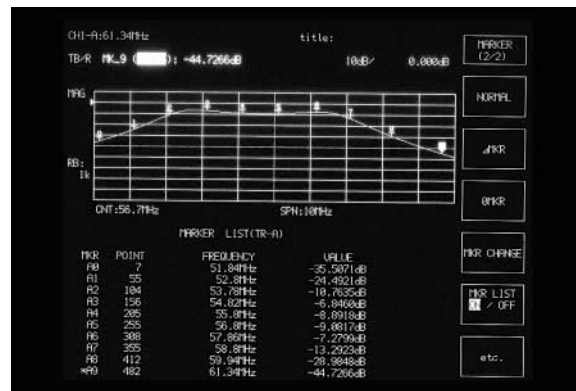 CH1-A:61.34MHz title:
TB/R MK_9 ( ): -44.7266dB 10dB/ 0.000dB
MAG
RB:
1k
CNT:56.7MHz SPN:10MHz
MARKER LIST(TR-A)
MKR POINT FREQUENCY VALUE
A0 7 51.84MHz -35.5071dB
A1 55 52.8MHz -24.4921dB
A2 104 53.78MHz -10.7635dB
A3 156 54.82MHz -6.8460dB
A4 205 55.8MHz -8.8918dB
A5 255 56.8MHz -9.0817dB
A6 308 57.86MHz -7.2799dB
A7 355 58.8MHz -13.2923dB
A8 412 59.94MHz -28.9848dB
*A9 482 61.34MHz -44.7266dB
MARKER
(2/2)
NORMAL
⊿MKR
0MKR
MKR CHANGE
MKR LIST
ON / OFF
etc.